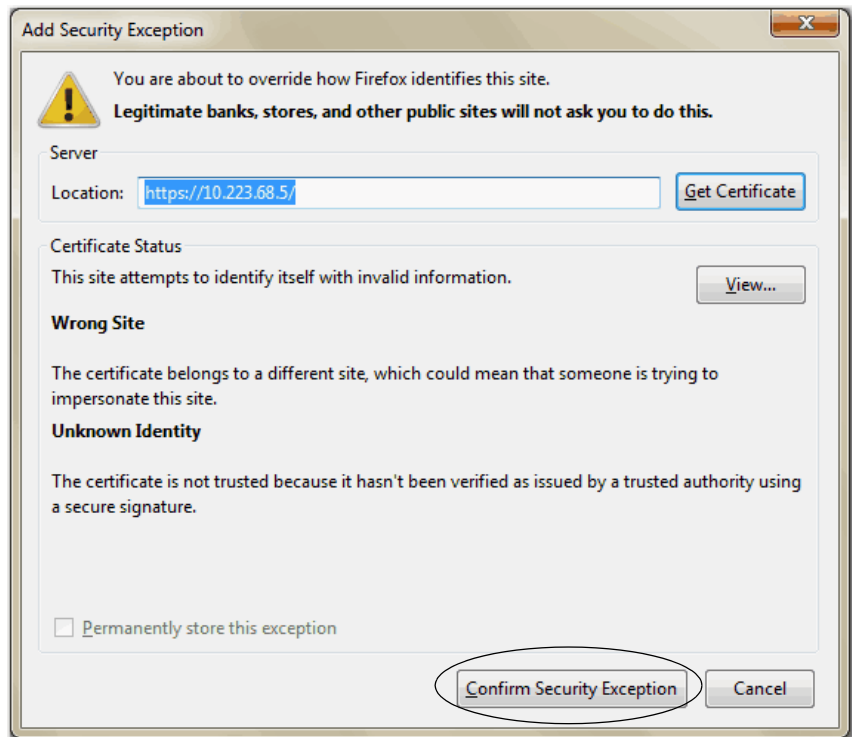 Add Security Exception
You are about to override how Firefox identifies this site.
Legitimate banks, stores, and other public sites will not ask you to do this.
Server
Location: https://10.223.68.5/ Get Certificate
Certificate Status
This site attempts to identify itself with invalid information.
View...
Wrong Site
The certificate belongs to a different site, which could mean that someone is trying to
impersonate this site.
Unknown Identity
The certificate is not trusted because it hasn't been verified as issued by a trusted authority using
a secure signature.
Permanently store this exception
Confirm Security Exception Cancel